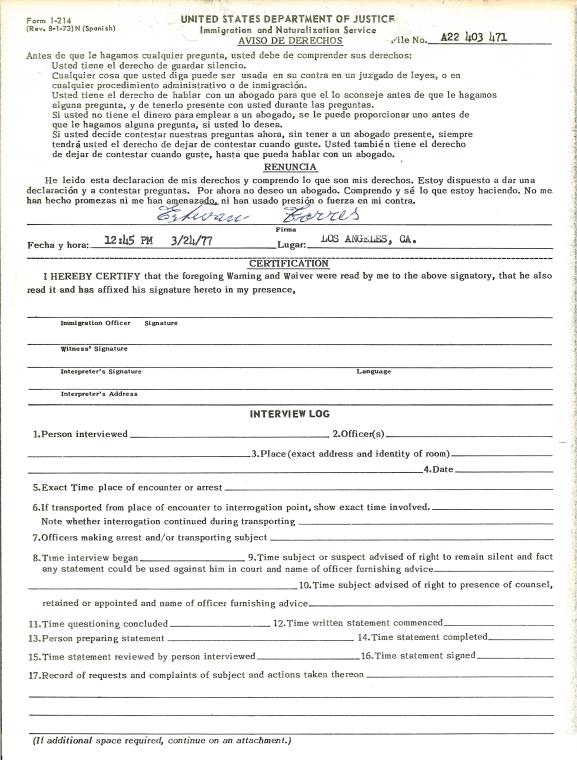 Form 1-214
(Rev. 8-1-73) N (Spanish)
UNITED STATES DEPARTMENT OF JUSTICE
Immigration and Naturalization Service
AVISO DE DERECHOS
File No. A22 403 471
Antes de que le hagamos cualquier pregunta, usted debe de comprender sus derechos:
Usted tiene el derecho de guardar silencio.
Cualquier cosa que usted diga puede ser usada en su contra en un juzgado de leyes, o en
cualquier procedimiento administrativo o de inmigración.
Usted tiene el derecho de hablar con un abogado para que el lo aconseje antes de que le hagamos
alguna pregunta, y de tenerlo presente con usted durante las preguntas.
Si usted no tiene el dinero para emplear a un abogado, se le puede proporcionar uno antes de
que le hagamos alguna pregunta, si usted lo desea.
Si usted decide contestar nuestras preguntas ahora, sin tener a un abogado presente, siempre
tendrá usted el derecho de dejar de contestar cuando guste. Usted también tiene el derecho
de dejar de contestar cuando guste, hasta que pueda hablar con un abogado.
RENUNCIA
He leído esta declaracion de mis derechos y comprendo lo que son mis derechos. Estoy dispuesto a dar una
declaración y a contestar preguntas. Por ahora no deseo un abogado. Comprendo y sé lo que estoy haciendo. No me
han hecho promezas ni me han amenazado, ni han usado presión o fuerza en mi contra.
Torres
Firma
Fecha y hora: 12:45 PM 3/24/77 Lugar: LOS ANGELES, CA.
CERTIFICATION
I HEREBY CERTIFY that the foregoing Warning and Waiver were read by me to the above signatory, that he also
read it and has affixed his signature hereto in my presence,
Immigration Officer Signature
Witness' Signature
Interpreter's Signature Language
Interpreter's Address
INTERVIEW LOG
1.Person interviewed 2.Officer(s)
3.Place(exact address and identity of room)
4.Date
5.Exact Time place of encounter or arrest
6.If transported from place of encounter to interrogation point, show exact time involved.
Note whether interrogation continued during transporting
7.Officers making arrest and/or transporting subject
8.Time interview began 9.Time subject or suspect advised of right to remain silent and fact
any statement could be used against him in court and name of officer furnishing advice
10.Time subject advised of right to presence of counsel,
retained or appointed and name of officer furnishing advice
11.Time questioning concluded 12.Time written statement commenced
13.Person preparing statement 14.Time statement completed
15.Time statement reviewed by person interviewed 16.Time statement signed
17.Record of requests and complaints of subject and actions taken thereon
(If additional space required, continue on an attachment.)